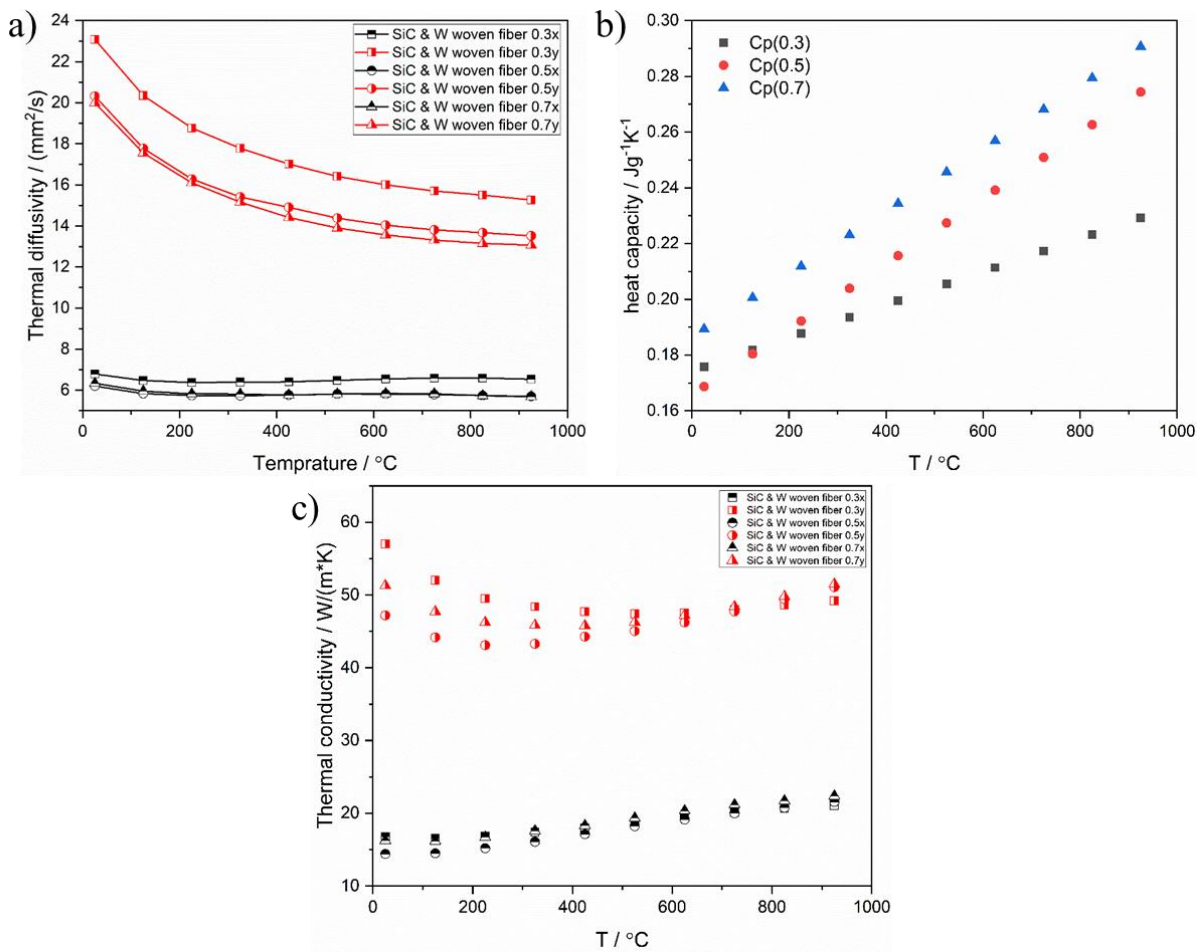 a)
Thermal diffusivity / (mm²/s)
24
22
20
18
16
14
12
10
8
6
0
200
400
600
800
1000
Temprature / °C
SiC & W woven fiber 0.3x
SiC & W woven fiber 0.3y
SiC & W woven fiber 0.5x
SiC & W woven fiber 0.5y
SiC & W woven fiber 0.7x
SiC & W woven fiber 0.7y
b)
heat capacity / Jg⁻¹K⁻¹
0.30
0.28
0.26
0.24
0.22
0.20
0.18
0.16
0
200
400
600
800
1000
T / °C
Cp(0.3)
Cp(0.5)
Cp(0.7)
c)
Thermal conductivity / W/(m*K)
60
50
40
30
20
10
0
200
400
600
800
1000
T / °C
SiC & W woven fiber 0.3x
SiC & W woven fiber 0.3y
SiC & W woven fiber 0.5x
SiC & W woven fiber 0.5y
SiC & W woven fiber 0.7x
SiC & W woven fiber 0.7y